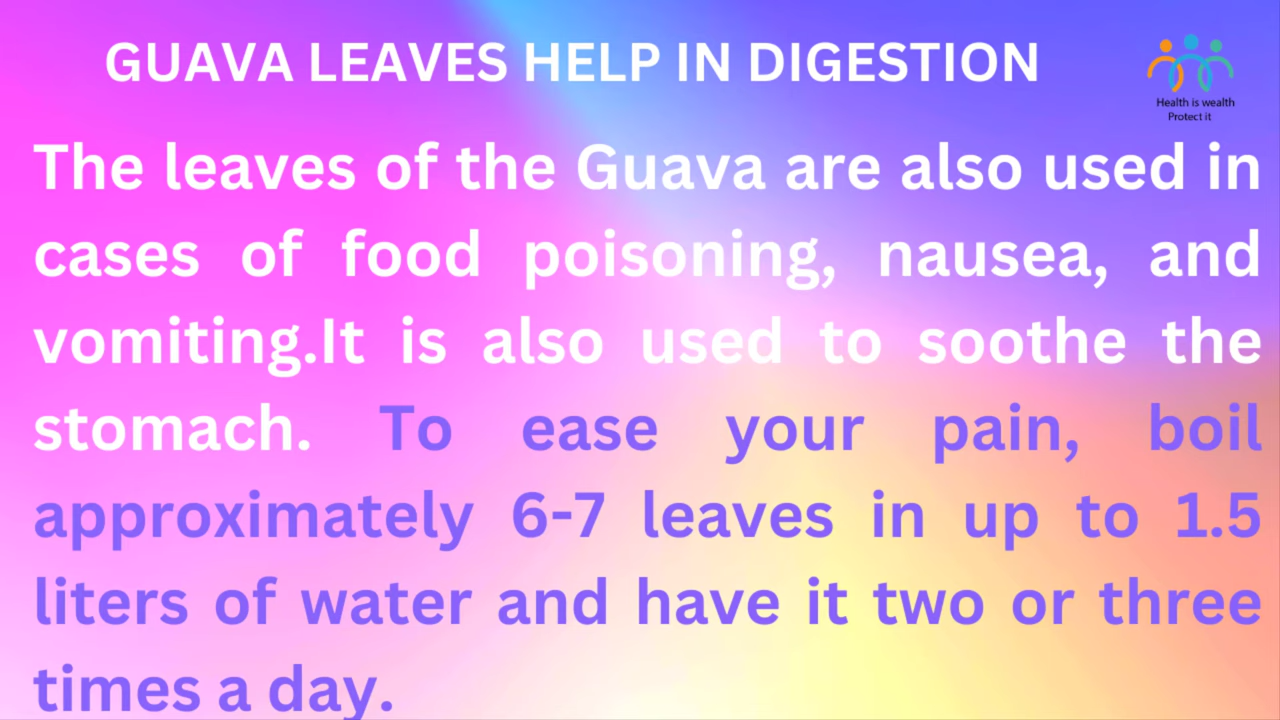 GUAVA LEAVES HELP IN DIGESTION
Health is wealth
Protect it
The leaves of the Guava are also used in
cases of food poisoning, nausea, and
vomiting.It is also used to soothe the
stomach. To ease your pain, boil
approximately 6-7 leaves in up to 1.5
liters of water and have it two or three
times a day.